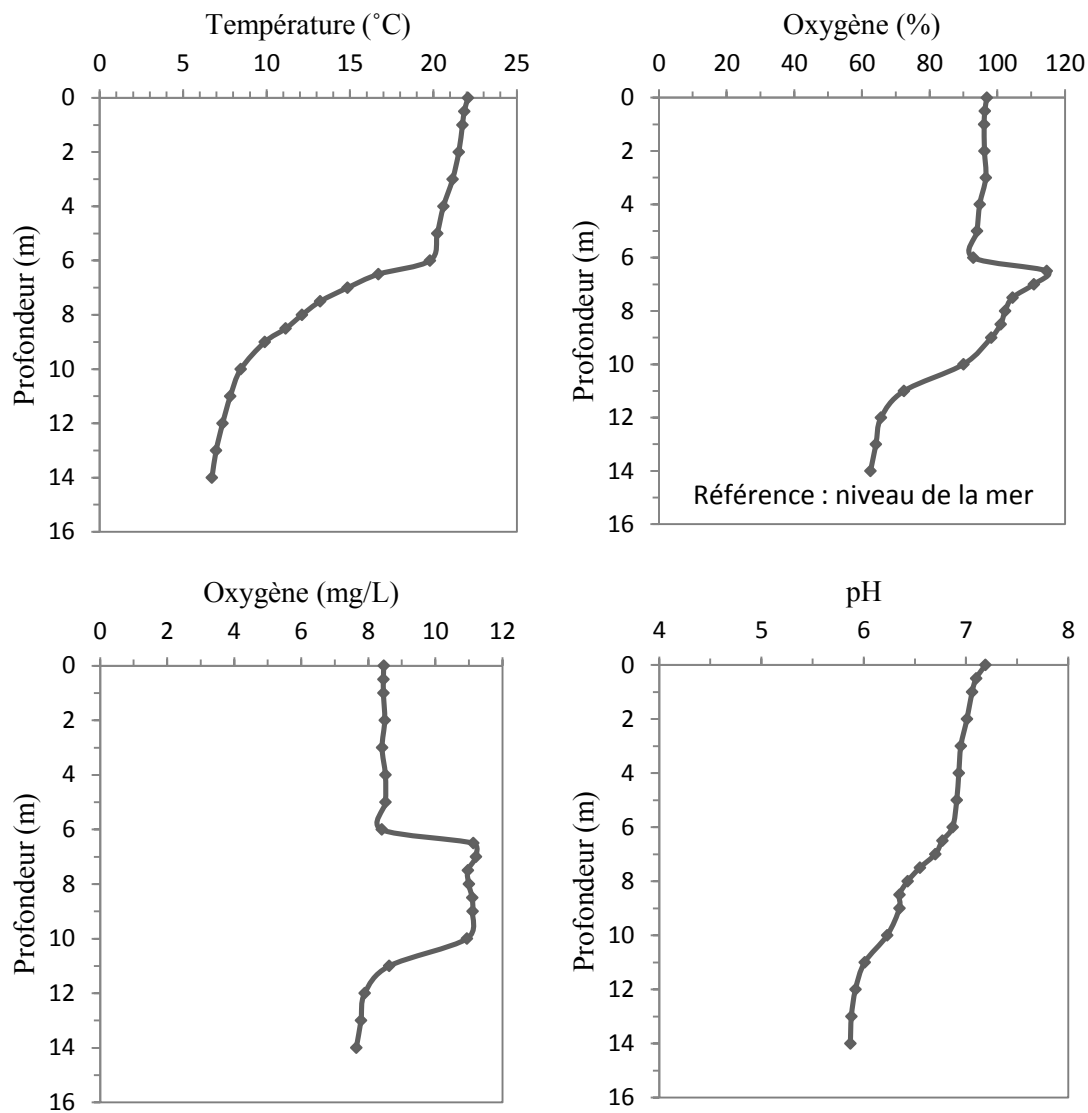 Température (˚C)
0 5 10 15 20 25
0
2
4
6
8
10
12
14
16
Profondeur (m)
Oxygène (%)
0 20 40 60 80 100 120
0
2
4
6
8
10
12
14
16
Profondeur (m)
Référence : niveau de la mer
Oxygène (mg/L)
0 2 4 6 8 10 12
0
2
4
6
8
10
12
14
16
Profondeur (m)
pH
4 5 6 7 8
0
2
4
6
8
10
12
14
16
Profondeur (m)